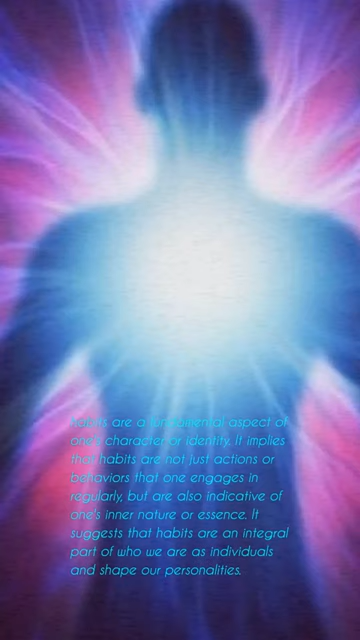 habits are a fundamental aspect of
one's character or identity. It implies
that habits are not just actions or
behaviors that one engages in
regularly, but are also indicative of
one's inner nature or essence. It
suggests that habits are an integral
part of who we are as individuals
and shape our personalities.